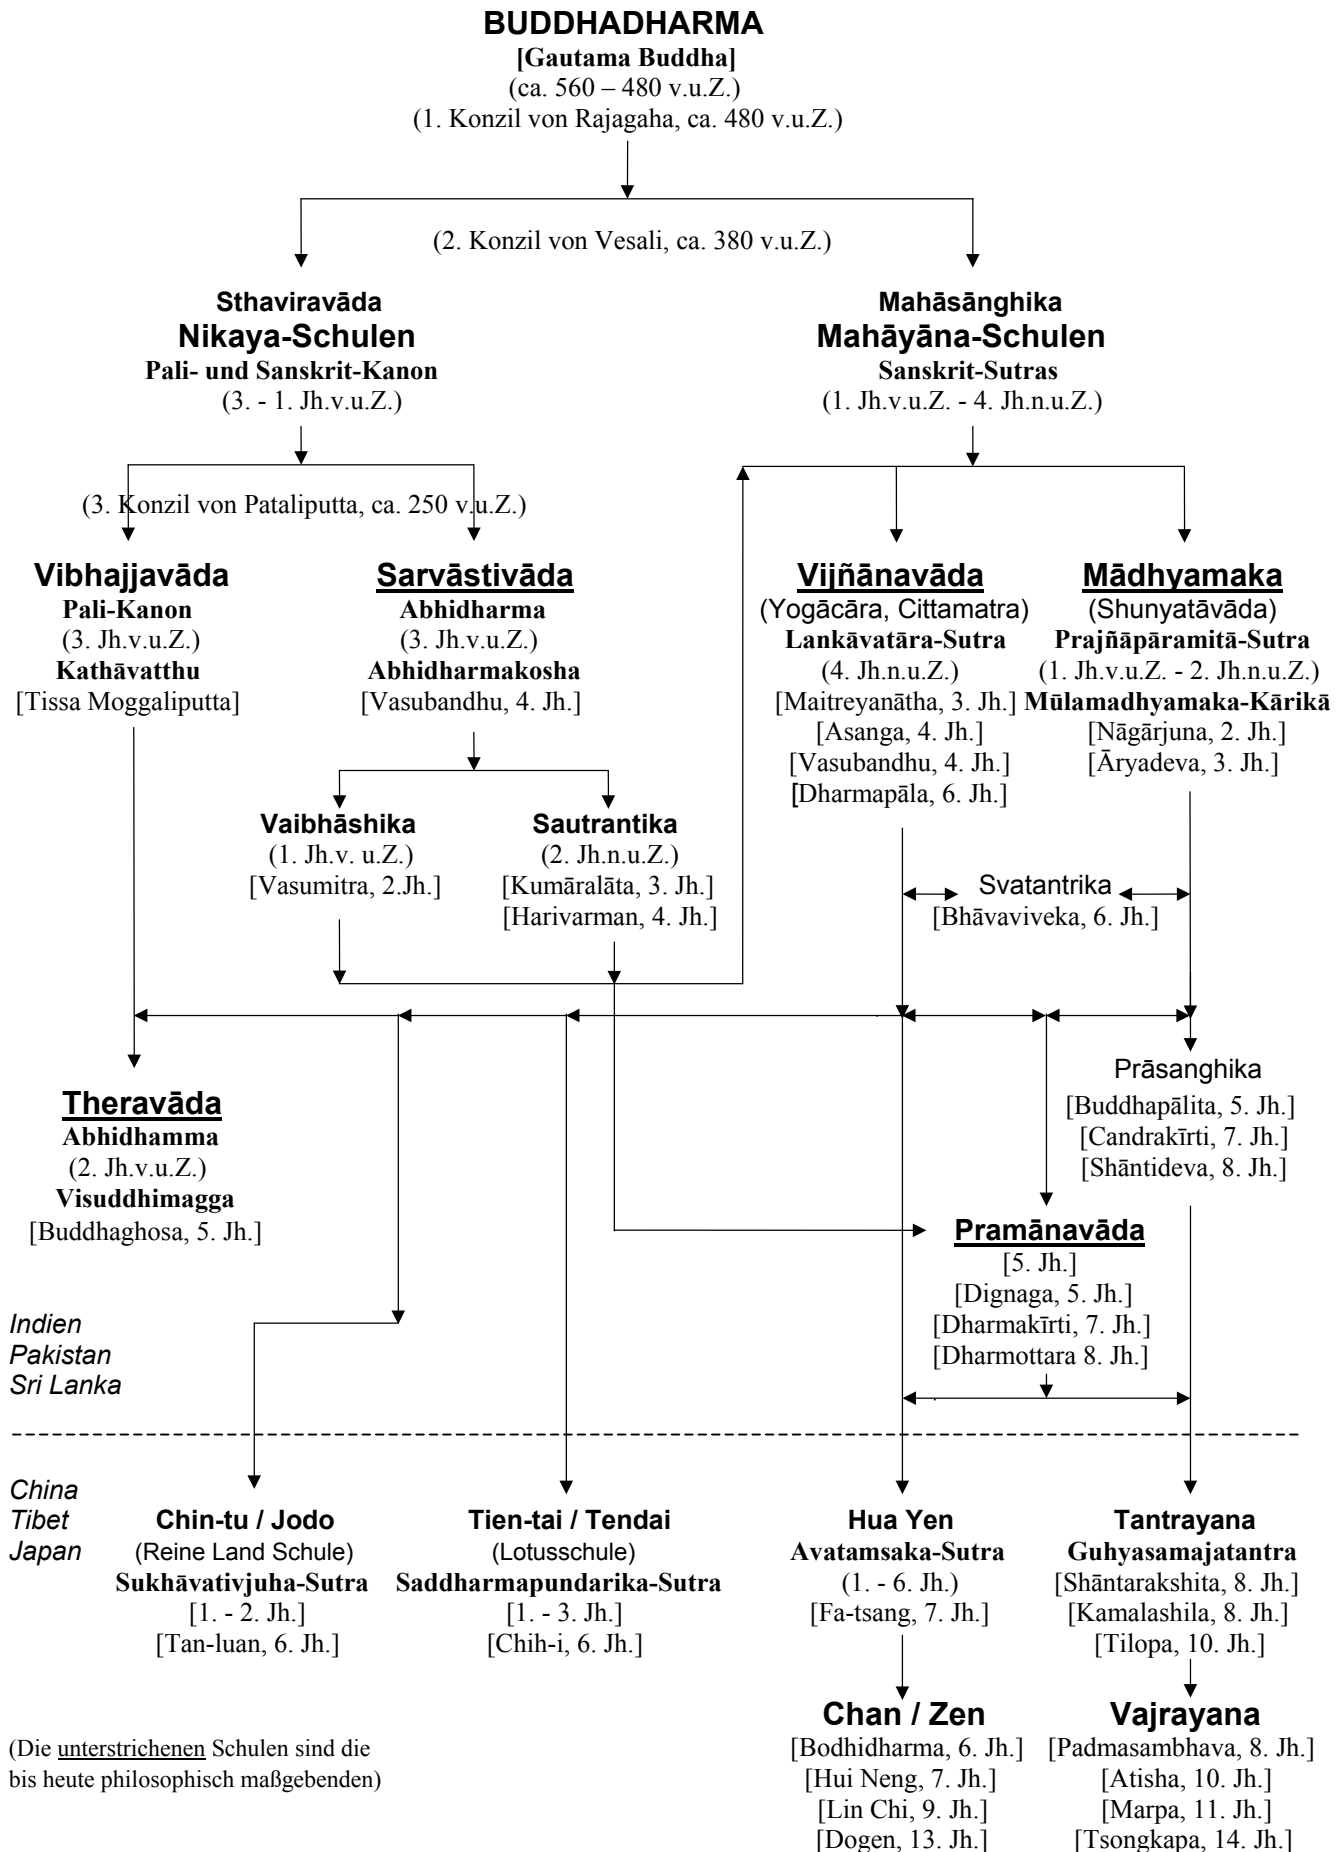 BUDDHADHARMA
[Gautama Buddha]
(ca. 560 – 480 v.u.Z.)
(1. Konzil von Rajagaha, ca. 480 v.u.Z.)
(2. Konzil von Vesali, ca. 380 v.u.Z.)
Sthaviravāda
Nikaya-Schulen
Pali- und Sanskrit-Kanon
(3. - 1. Jh.v.u.Z.)
Mahāsānghika
Mahāyāna-Schulen
Sanskrit-Sutras
(1. Jh.v.u.Z. - 4. Jh.n.u.Z.)
(3. Konzil von Pataliputta, ca. 250 v.u.Z.)
Vibhajjavāda
Pali-Kanon
(3. Jh.v.u.Z.)
Kathāvatthu
[Tissa Moggaliputta]
Sarvāstivāda
Abhidharma
(3. Jh.v.u.Z.)
Abhidharmakosha
[Vasubandhu, 4. Jh.]
Vijñānavāda
(Yogācāra, Cittamatra)
Lankāvatāra-Sutra
(4. Jh.n.u.Z.)
[Maitreyanātha, 3. Jh.]
[Asanga, 4. Jh.]
[Vasubandhu, 4. Jh.]
[Dharmapāla, 6. Jh.]
Mādhyamaka
(Shunyatāvāda)
Prajñāpāramitā-Sutra
(1. Jh.v.u.Z. - 2. Jh.n.u.Z.)
Mūlamadhyamaka-Kārikā
[Nāgārjuna, 2. Jh.]
[Āryadeva, 3. Jh.]
Vaibhāshika
(1. Jh.v. u.Z.)
[Vasumitra, 2.Jh.]
Sautrantika
(2. Jh.n.u.Z.)
[Kumāralāta, 3. Jh.]
[Harivarman, 4. Jh.]
Svatantrika
[Bhāvaviveka, 6. Jh.]
Prāsanghika
[Buddhapālita, 5. Jh.]
[Candrakīrti, 7. Jh.]
[Shāntideva, 8. Jh.]
Theravāda
Abhidhamma
(2. Jh.v.u.Z.)
Visuddhimagga
[Buddhaghosa, 5. Jh.]
Pramānavāda
[5. Jh.]
[Dignaga, 5. Jh.]
[Dharmakīrti, 7. Jh.]
[Dharmottara 8. Jh.]
Indien
Pakistan
Sri Lanka
China
Tibet
Japan
Chin-tu / Jodo
(Reine Land Schule)
Sukhāvativjuha-Sutra
[1. - 2. Jh.]
[Tan-luan, 6. Jh.]
Tien-tai / Tendai
(Lotusschule)
Saddharmapundarika-Sutra
[1. - 3. Jh.]
[Chih-i, 6. Jh.]
Hua Yen
Avatamsaka-Sutra
(1. - 6. Jh.)
[Fa-tsang, 7. Jh.]
Tantrayana
Guhyasamajatantra
[Shāntarakshita, 8. Jh.]
[Kamalashila, 8. Jh.]
[Tilopa, 10. Jh.]
Chan / Zen
[Bodhidharma, 6. Jh.]
[Hui Neng, 7. Jh.]
[Lin Chi, 9. Jh.]
[Dogen, 13. Jh.]
Vajrayana
[Padmasambhava, 8. Jh.]
[Atisha, 10. Jh.]
[Marpa, 11. Jh.]
[Tsongkapa, 14. Jh.]
(Die unterstrichenen Schulen sind die
bis heute philosophisch maßgebenden)